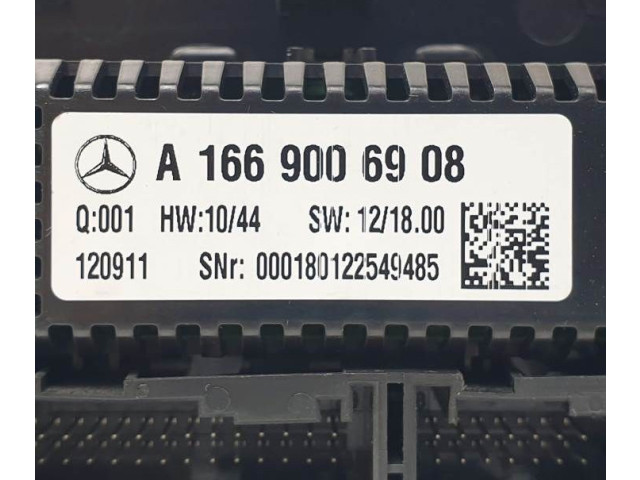 A 166 900 69 08
Q:001 HW:10/44 SW: 12/18.00
120911 SNr: 000180122549485